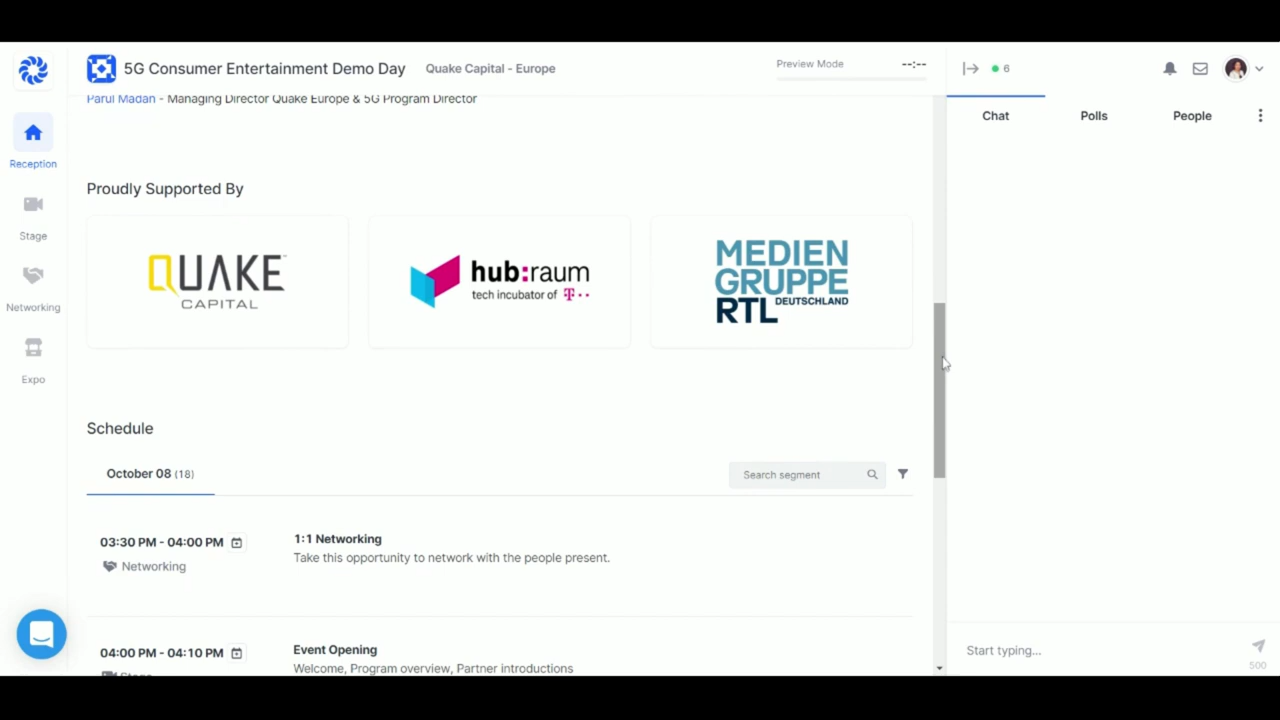 5G Consumer Entertainment Demo Day
Quake Capital - Europe
Preview Mode
--:--
6
Parul Madan - Managing Director Quake Europe & 5G Program Director
Chat
Polls
People
Reception
Stage
Networking
Expo
Proudly Supported By
QUAKE™
CAPITAL
hub:raum
tech incubator of T··
MEDIEN
GRUPPE
RTL DEUTSCHLAND
Schedule
October 08 (18)
Search segment
03:30 PM - 04:00 PM
1:1 Networking
Networking
Take this opportunity to network with the people present.
04:00 PM - 04:10 PM
Event Opening
Stage
Welcome, Program overview, Partner introductions
Start typing...
500